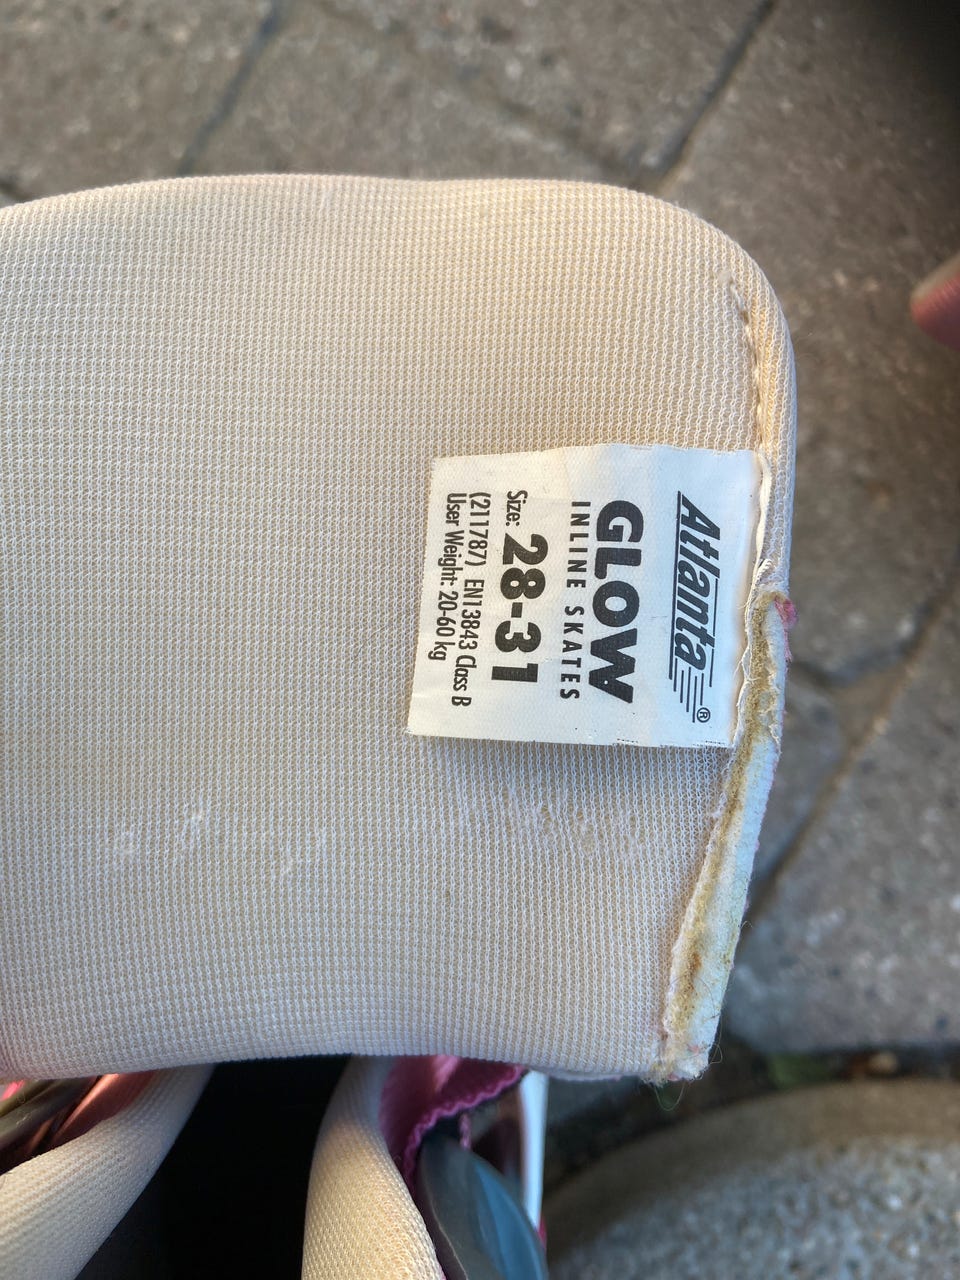 Atlanta®
GLOW
INLINE SKATES
Size: 28-31
(211787) EN13843 Class B
User Weight: 20-60 kg